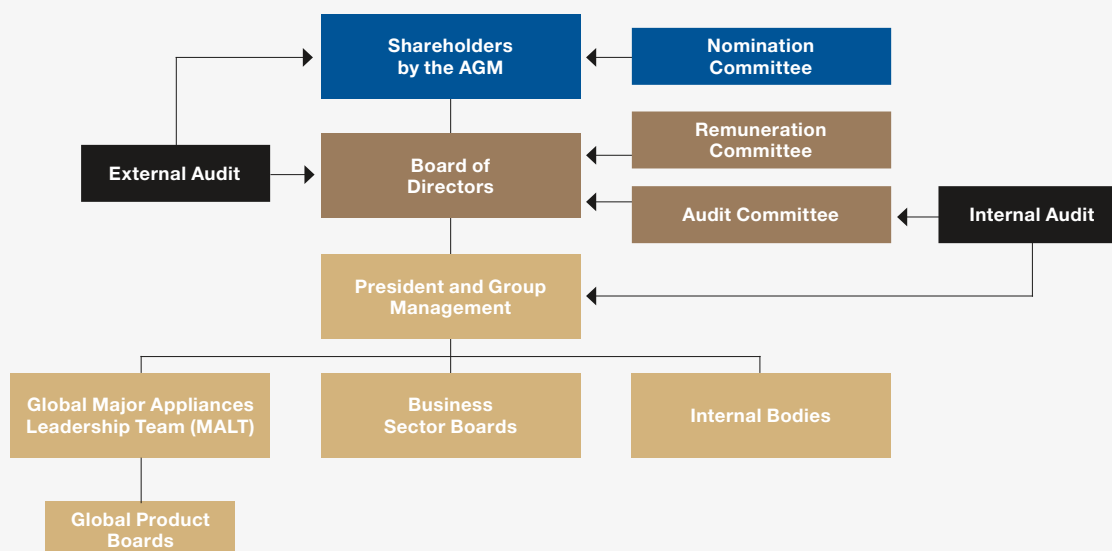 Shareholders
by the AGM
Nomination
Committee
Remuneration
Committee
External Audit
Board of
Directors
Audit Committee
Internal Audit
President and Group
Management
Global Major Appliances
Leadership Team (MALT)
Business
Sector Boards
Internal Bodies
Global Product
Boards